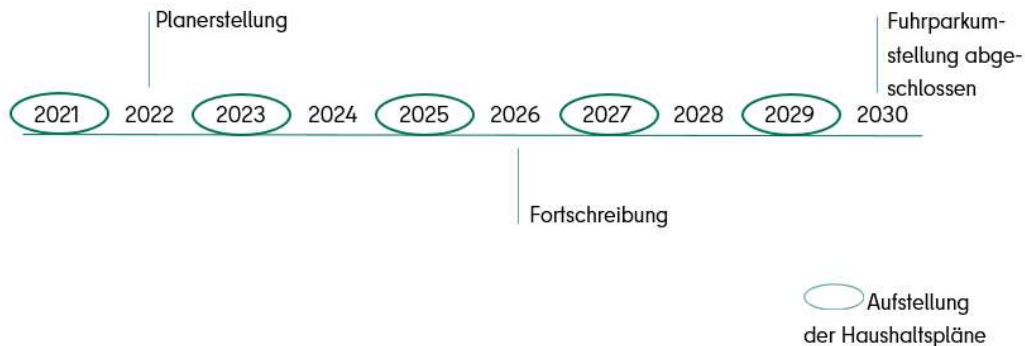 Planerstellung
Fuhrparkum-
stellung abge-
schlossen
2021 2022 2023 2024 2025 2026 2027 2028 2029 2030
Fortschreibung
Aufstellung
der Haushaltspläne